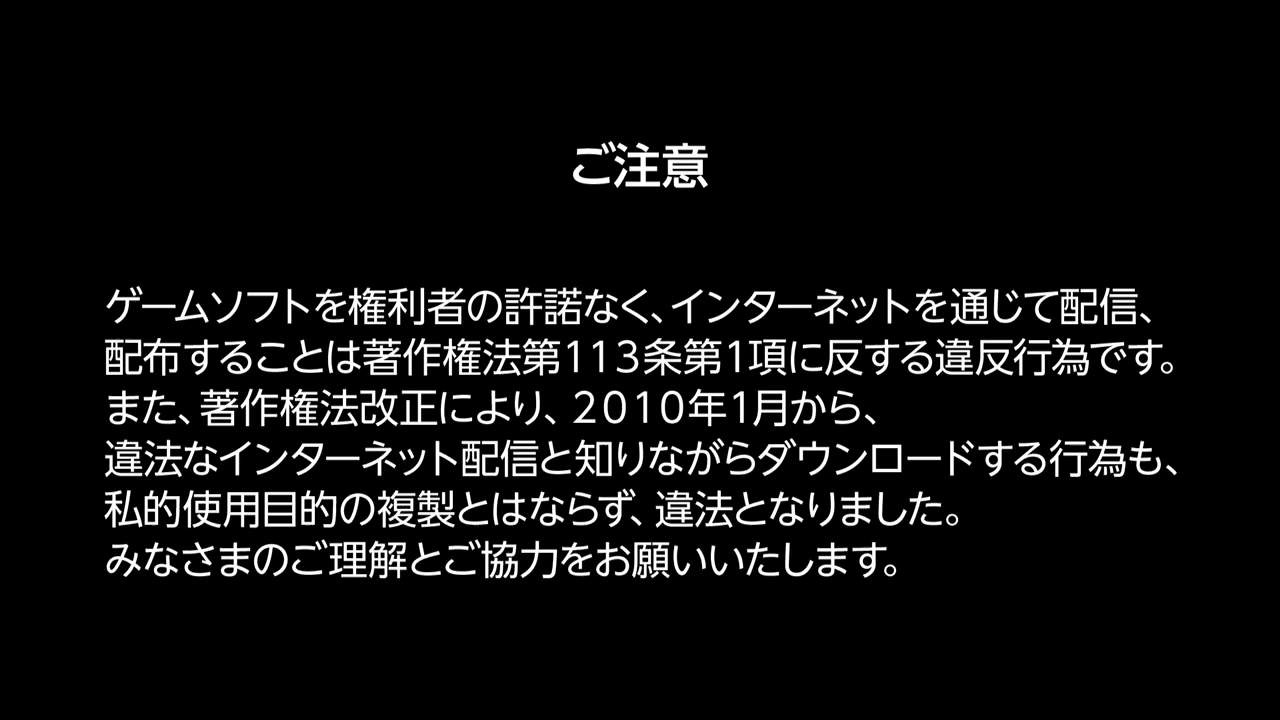 ご注意
ゲームソフトを権利者の許諾なく、インターネットを通じて配信、
配布することは著作権法第113条第1項に反する違反行為です。
また、著作権法改正により、2010年1月から、
違法なインターネット配信と知りながらダウンロードする行為も、
私的使用目的の複製とはならず、違法となりました。
みなさまのご理解とご協力をお願いいたします。